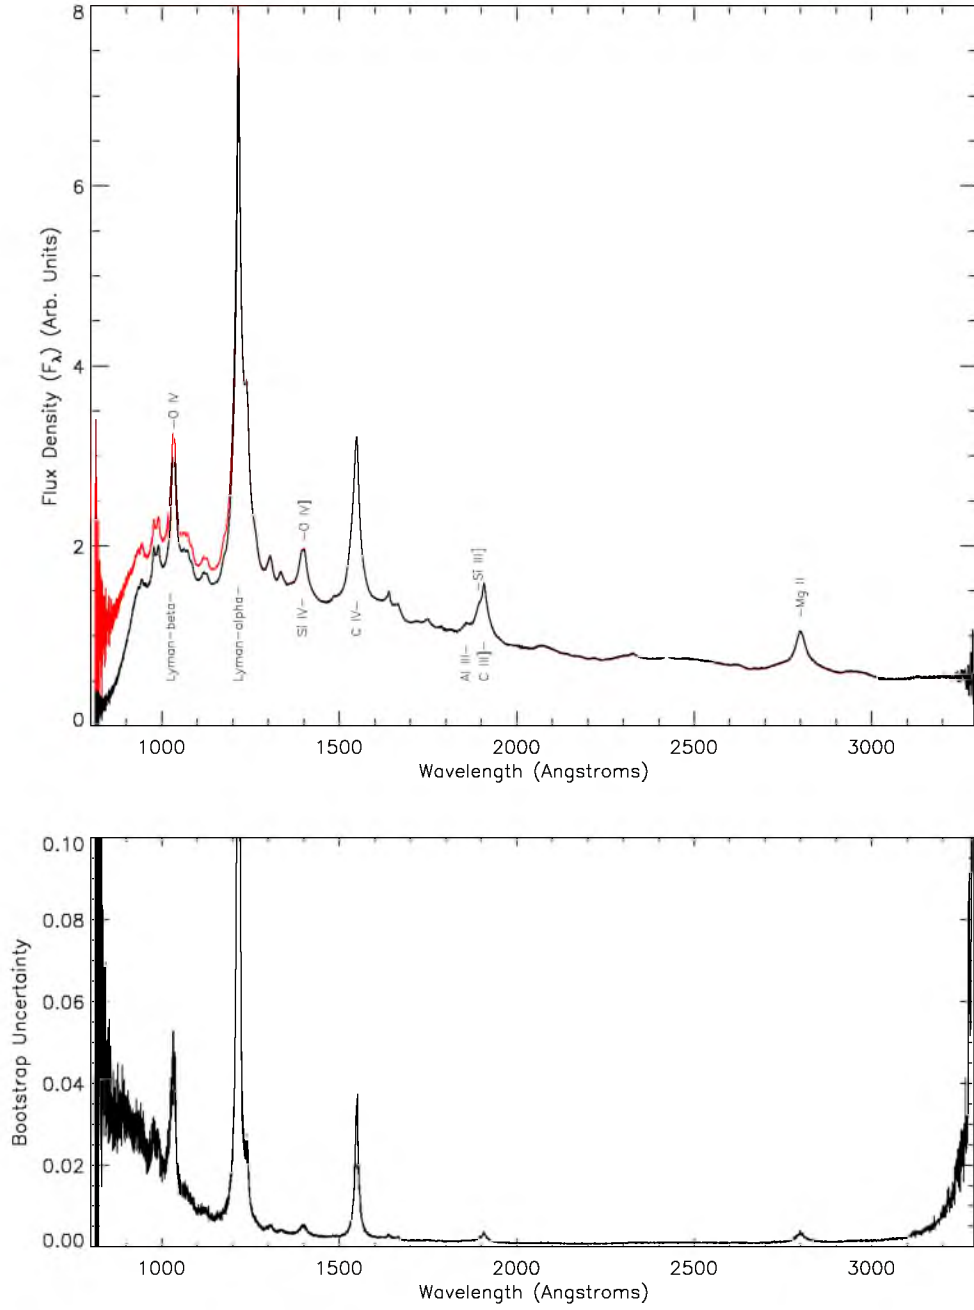 8
6
4
2
0
Flux Density (Fλ) (Arb. Units)
-O IV
Lyman-beta-
Lyman-alpha-
-O IV]
Si IV-
C IV-
-Si III]
Al III-
C III]-
-Mg II
1000 1500 2000 2500 3000
Wavelength (Angstroms)
0.10
0.08
0.06
0.04
0.02
0.00
Bootstrap Uncertainty
1000 1500 2000 2500 3000
Wavelength (Angstroms)